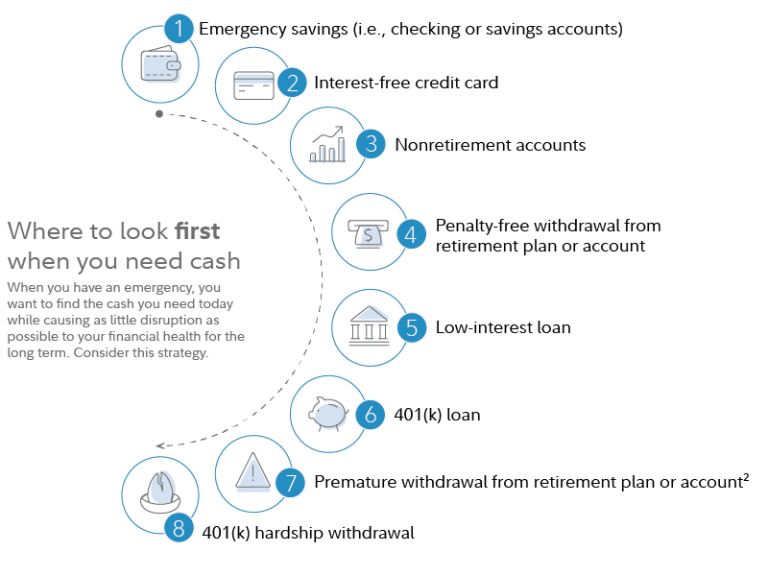 1 Emergency savings (i.e., checking or savings accounts)
2 Interest-free credit card
3 Nonretirement accounts
4 Penalty-free withdrawal from
retirement plan or account
$
Where to look first
when you need cash
When you have an emergency, you
want to find the cash you need today
while causing as little disruption as
possible to your financial health for the
long term. Consider this strategy.
5 Low-interest loan
6 401(k) loan
7 Premature withdrawal from retirement plan or account²
!
8 401(k) hardship withdrawal